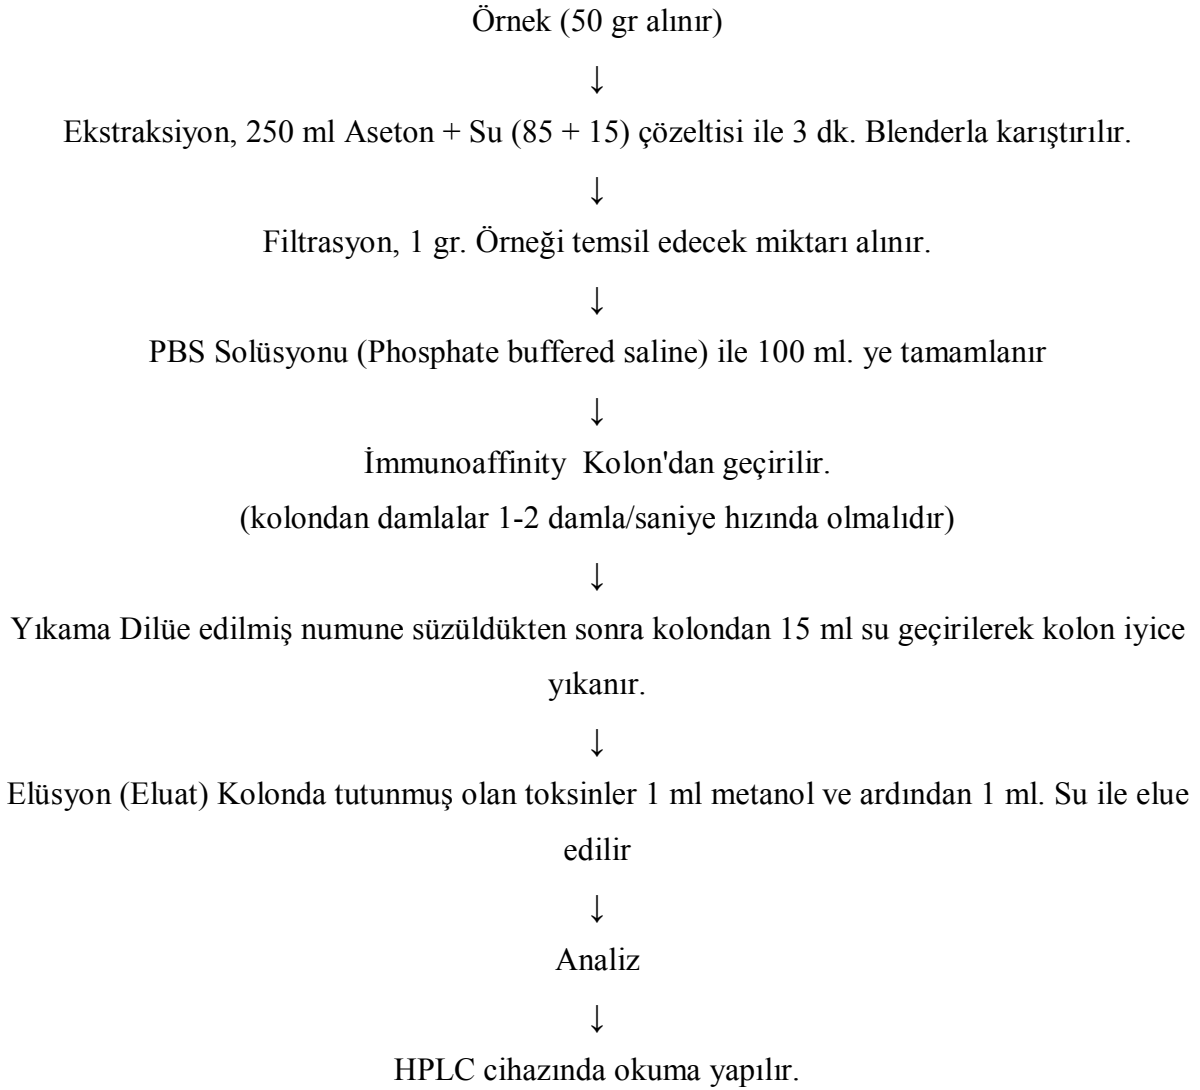 Örnek (50 gr alınır)
↓
Ekstraksiyon, 250 ml Aseton + Su (85 + 15) çözeltisi ile 3 dk. Blenderla karıştırılır.
↓
Filtrasyon, 1 gr. Örneği temsil edecek miktarı alınır.
↓
PBS Solüsyonu (Phosphate buffered saline) ile 100 ml. ye tamamlanır
↓
İmmunoaffinity  Kolon'dan geçirilir.
(kolondan damlalar 1-2 damla/saniye hızında olmalıdır)
↓
Yıkama Dilüe edilmiş numune süzüldükten sonra kolondan 15 ml su geçirilerek kolon iyice
yıkanır.
↓
Elüsyon (Eluat) Kolonda tutunmuş olan toksinler 1 ml metanol ve ardından 1 ml. Su ile elue
edilir
↓
Analiz
↓
HPLC cihazında okuma yapılır.